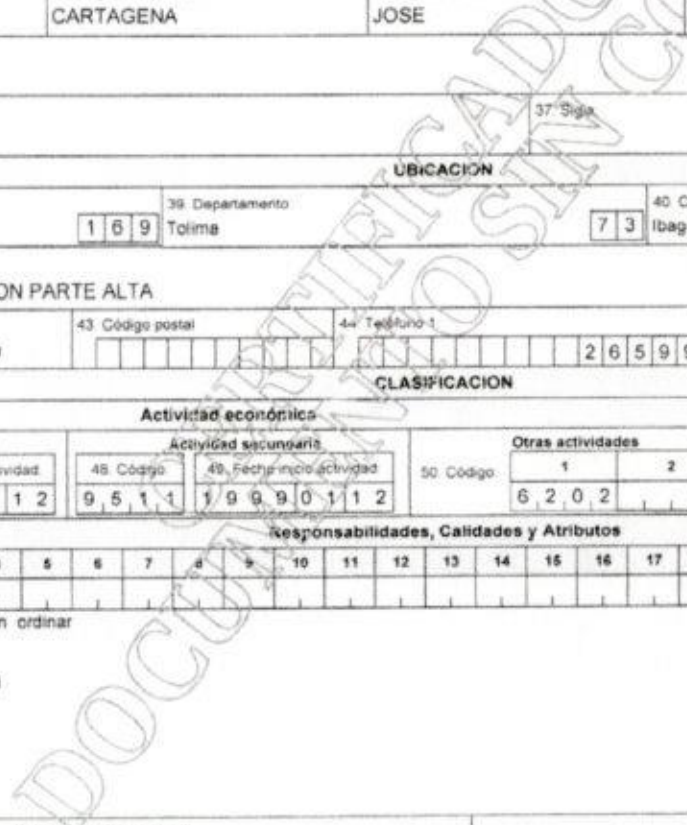 CARTAGENA JOSE
37. Sigla
UBICACION
1 6 9 39. Departamento Tolima 7 3 40. C Ibag
ON PARTE ALTA
43. Código postal 44. Teléfono 1 2 6 5 9 9
CLASIFICACION
Actividad económica
Actividad secundaria Otras actividades
vidad 48. Código 49. Fecha inicio actividad 50. Código 1 2
1 2 9 5 1 1 1 9 9 9 0 1 1 2 6 2 0 2
Responsabilidades, Calidades y Atributos
5 6 7 8 9 10 11 12 13 14 15 16 17
n ordinar
CERTIFICADO
DOCUMENTO SIN CO